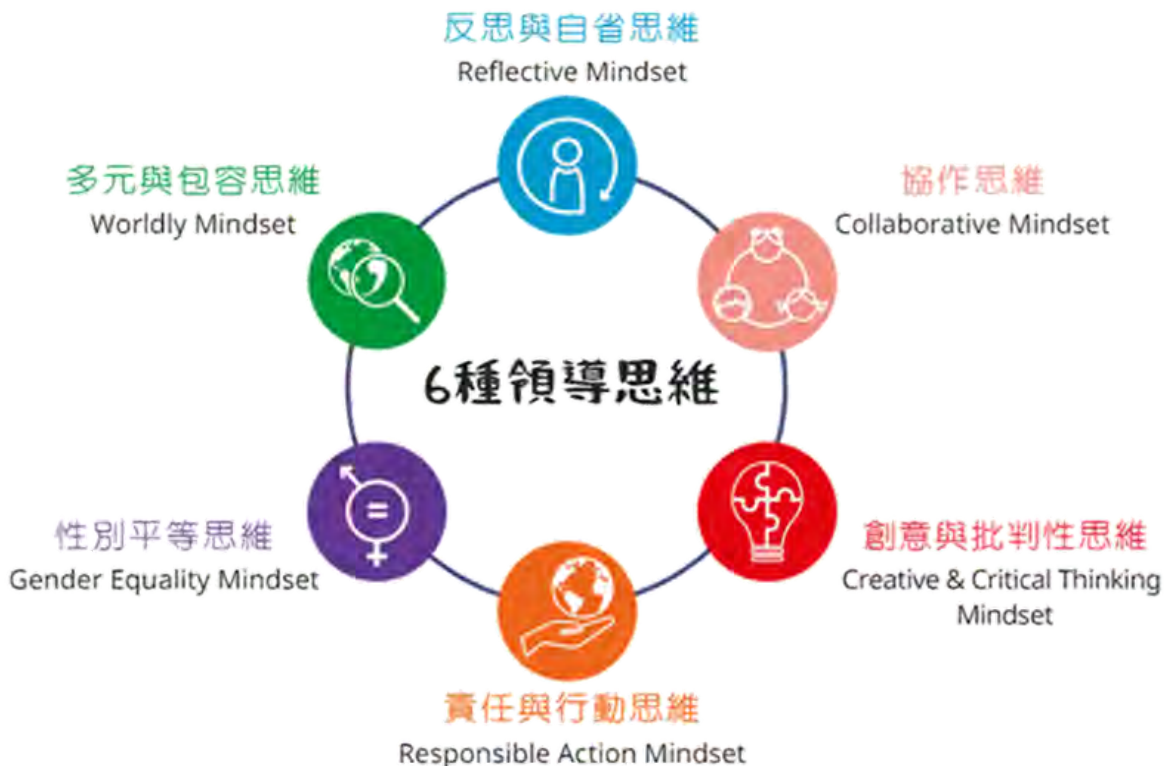 反思與自省思維
Reflective Mindset
多元與包容思維
Worldly Mindset
協作思維
Collaborative Mindset
6種領導思維
性別平等思維
Gender Equality Mindset
創意與批判性思維
Creative & Critical Thinking
Mindset
責任與行動思維
Responsible Action Mindset